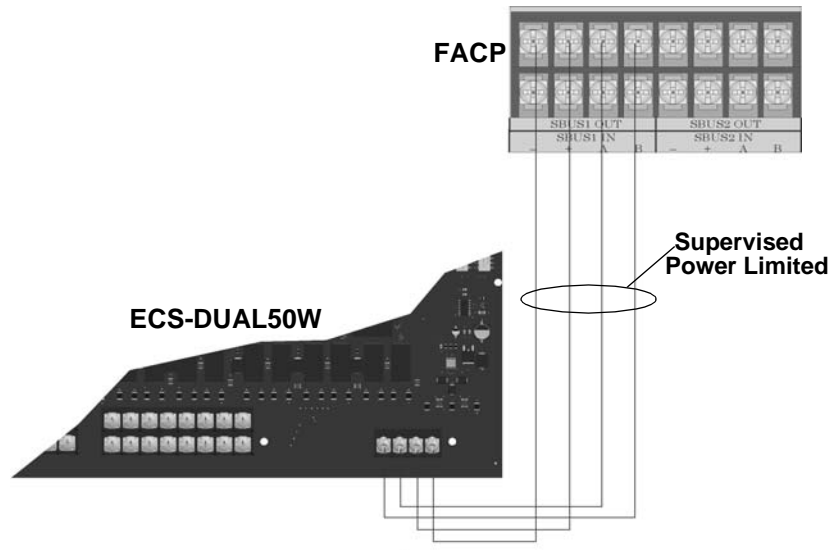 FACP
SBUS1 OUT SBUS2 OUT
SBUS1 IN SBUS2 IN
– + A B – + A B
Supervised
Power Limited
ECS-DUAL50W